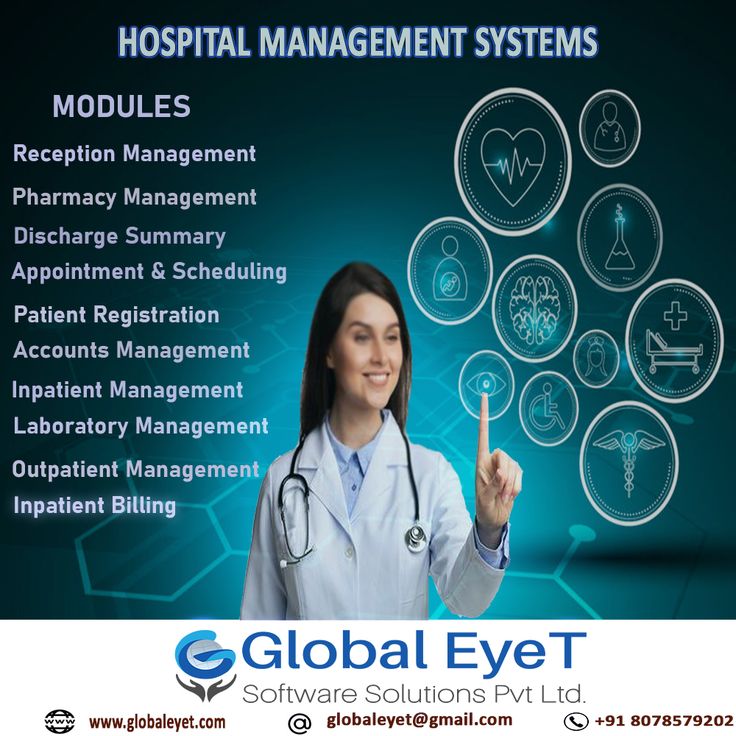 HOSPITAL MANAGEMENT SYSTEMS
MODULES
Reception Management
Pharmacy Management
Discharge Summary
Appointment & Scheduling
Patient Registration
Accounts Management
Inpatient Management
Laboratory Management
Outpatient Management
Inpatient Billing
Global EyeT
Software Solutions Pvt Ltd.
www.globaleyet.com
globaleyet@gmail.com
+91 8078579202